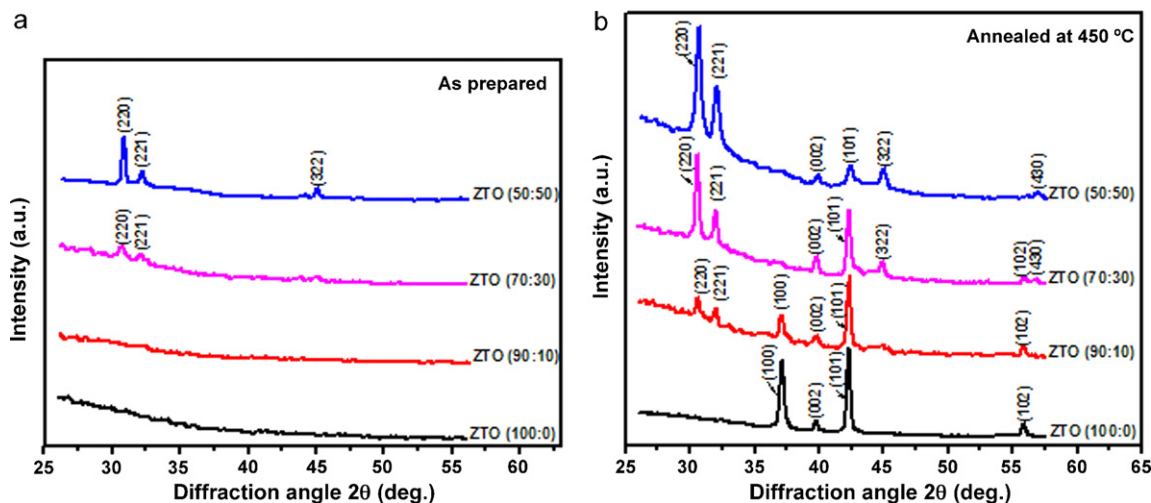 a
As prepared
(220)
(221)
(322)
ZTO (50:50)
(220)
(221)
ZTO (70:30)
ZTO (90:10)
ZTO (100:0)
Intensity (a.u.)
25 30 35 40 45 50 55 60
Diffraction angle 2θ (deg.)
b
Annealed at 450 ºC
(220)
(221)
(002)
(101)
(322)
(430)
ZTO (50:50)
(220)
(221)
(002)
(101)
(322)
(102)
(430)
ZTO (70:30)
(220)
(221)
(100)
(002)
(101)
(102)
ZTO (90:10)
(100)
(002)
(101)
(102)
ZTO (100:0)
Intensity (a.u.)
25 30 35 40 45 50 55 60 65
Diffraction angle 2θ (deg.)